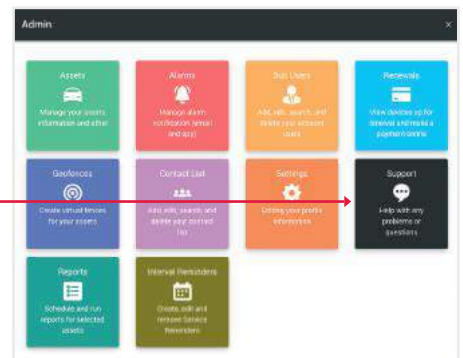 Admin
×
Assets
Manage your assets
information and other
Alarms
Manage alarm
notification (email
and app)
Sub Users
Add, edit, search, and
delete your account
users
Renewals
View devices up for
renewal and make a
payment online
Geofences
Create virtual fences
for your assets
Contact List
Add, edit, search, and
delete your contact
list
Settings
Editing your profile
information
Support
Help with any
problems or
questions
Reports
Schedule and run
reports for selected
assets
Interval Reminders
Create, edit and
remove Service
Reminders